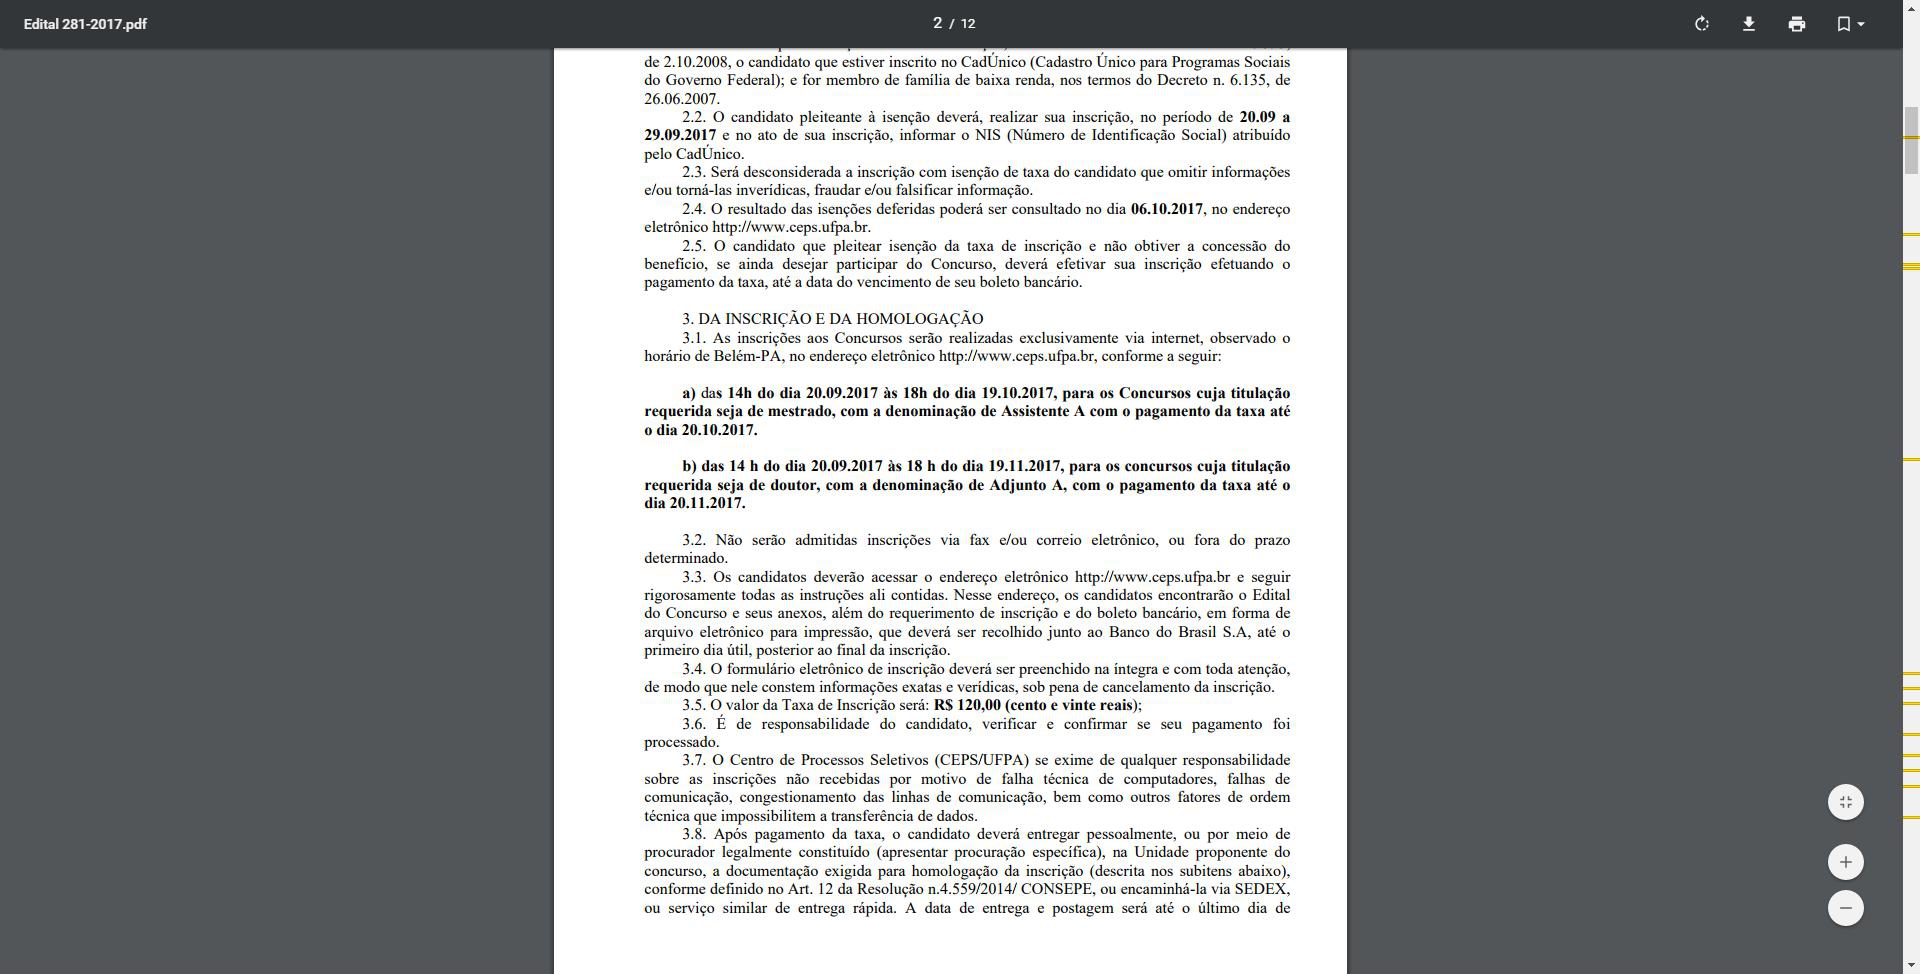 Edital 281-2017.pdf
2 / 12
de 2.10.2008, o candidato que estiver inscrito no CadÚnico (Cadastro Único para Programas Sociais
do Governo Federal); e for membro de família de baixa renda, nos termos do Decreto n. 6.135, de
26.06.2007.
2.2. O candidato pleiteante à isenção deverá, realizar sua inscrição, no período de 20.09 a
29.09.2017 e no ato de sua inscrição, informar o NIS (Número de Identificação Social) atribuído
pelo CadÚnico.
2.3. Será desconsiderada a inscrição com isenção de taxa do candidato que omitir informações
e/ou torná-las inverídicas, fraudar e/ou falsificar informação.
2.4. O resultado das isenções deferidas poderá ser consultado no dia 06.10.2017, no endereço
eletrônico http://www.ceps.ufpa.br.
2.5. O candidato que pleitear isenção da taxa de inscrição e não obtiver a concessão do
benefício, se ainda desejar participar do Concurso, deverá efetivar sua inscrição efetuando o
pagamento da taxa, até a data do vencimento de seu boleto bancário.
3. DA INSCRIÇÃO E DA HOMOLOGAÇÃO
3.1. As inscrições aos Concursos serão realizadas exclusivamente via internet, observado o
horário de Belém-PA, no endereço eletrônico http://www.ceps.ufpa.br, conforme a seguir:
a) das 14h do dia 20.09.2017 às 18h do dia 19.10.2017, para os Concursos cuja titulação
requerida seja de mestrado, com a denominação de Assistente A com o pagamento da taxa até
o dia 20.10.2017.
b) das 14 h do dia 20.09.2017 às 18 h do dia 19.11.2017, para os concursos cuja titulação
requerida seja de doutor, com a denominação de Adjunto A, com o pagamento da taxa até o
dia 20.11.2017.
3.2. Não serão admitidas inscrições via fax e/ou correio eletrônico, ou fora do prazo
determinado.
3.3. Os candidatos deverão acessar o endereço eletrônico http://www.ceps.ufpa.br e seguir
rigorosamente todas as instruções ali contidas. Nesse endereço, os candidatos encontrarão o Edital
do Concurso e seus anexos, além do requerimento de inscrição e do boleto bancário, em forma de
arquivo eletrônico para impressão, que deverá ser recolhido junto ao Banco do Brasil S.A, até o
primeiro dia útil, posterior ao final da inscrição.
3.4. O formulário eletrônico de inscrição deverá ser preenchido na íntegra e com toda atenção,
de modo que nele constem informações exatas e verídicas, sob pena de cancelamento da inscrição.
3.5. O valor da Taxa de Inscrição será: R$ 120,00 (cento e vinte reais);
3.6. É de responsabilidade do candidato, verificar e confirmar se seu pagamento foi
processado.
3.7. O Centro de Processos Seletivos (CEPS/UFPA) se exime de qualquer responsabilidade
sobre as inscrições não recebidas por motivo de falha técnica de computadores, falhas de
comunicação, congestionamento das linhas de comunicação, bem como outros fatores de ordem
técnica que impossibilitem a transferência de dados.
3.8. Após pagamento da taxa, o candidato deverá entregar pessoalmente, ou por meio de
procurador legalmente constituído (apresentar procuração específica), na Unidade proponente do
concurso, a documentação exigida para homologação da inscrição (descrita nos subitens abaixo),
conforme definido no Art. 12 da Resolução n.4.559/2014/ CONSEPE, ou encaminhá-la via SEDEX,
ou serviço similar de entrega rápida. A data de entrega e postagem será até o último dia de